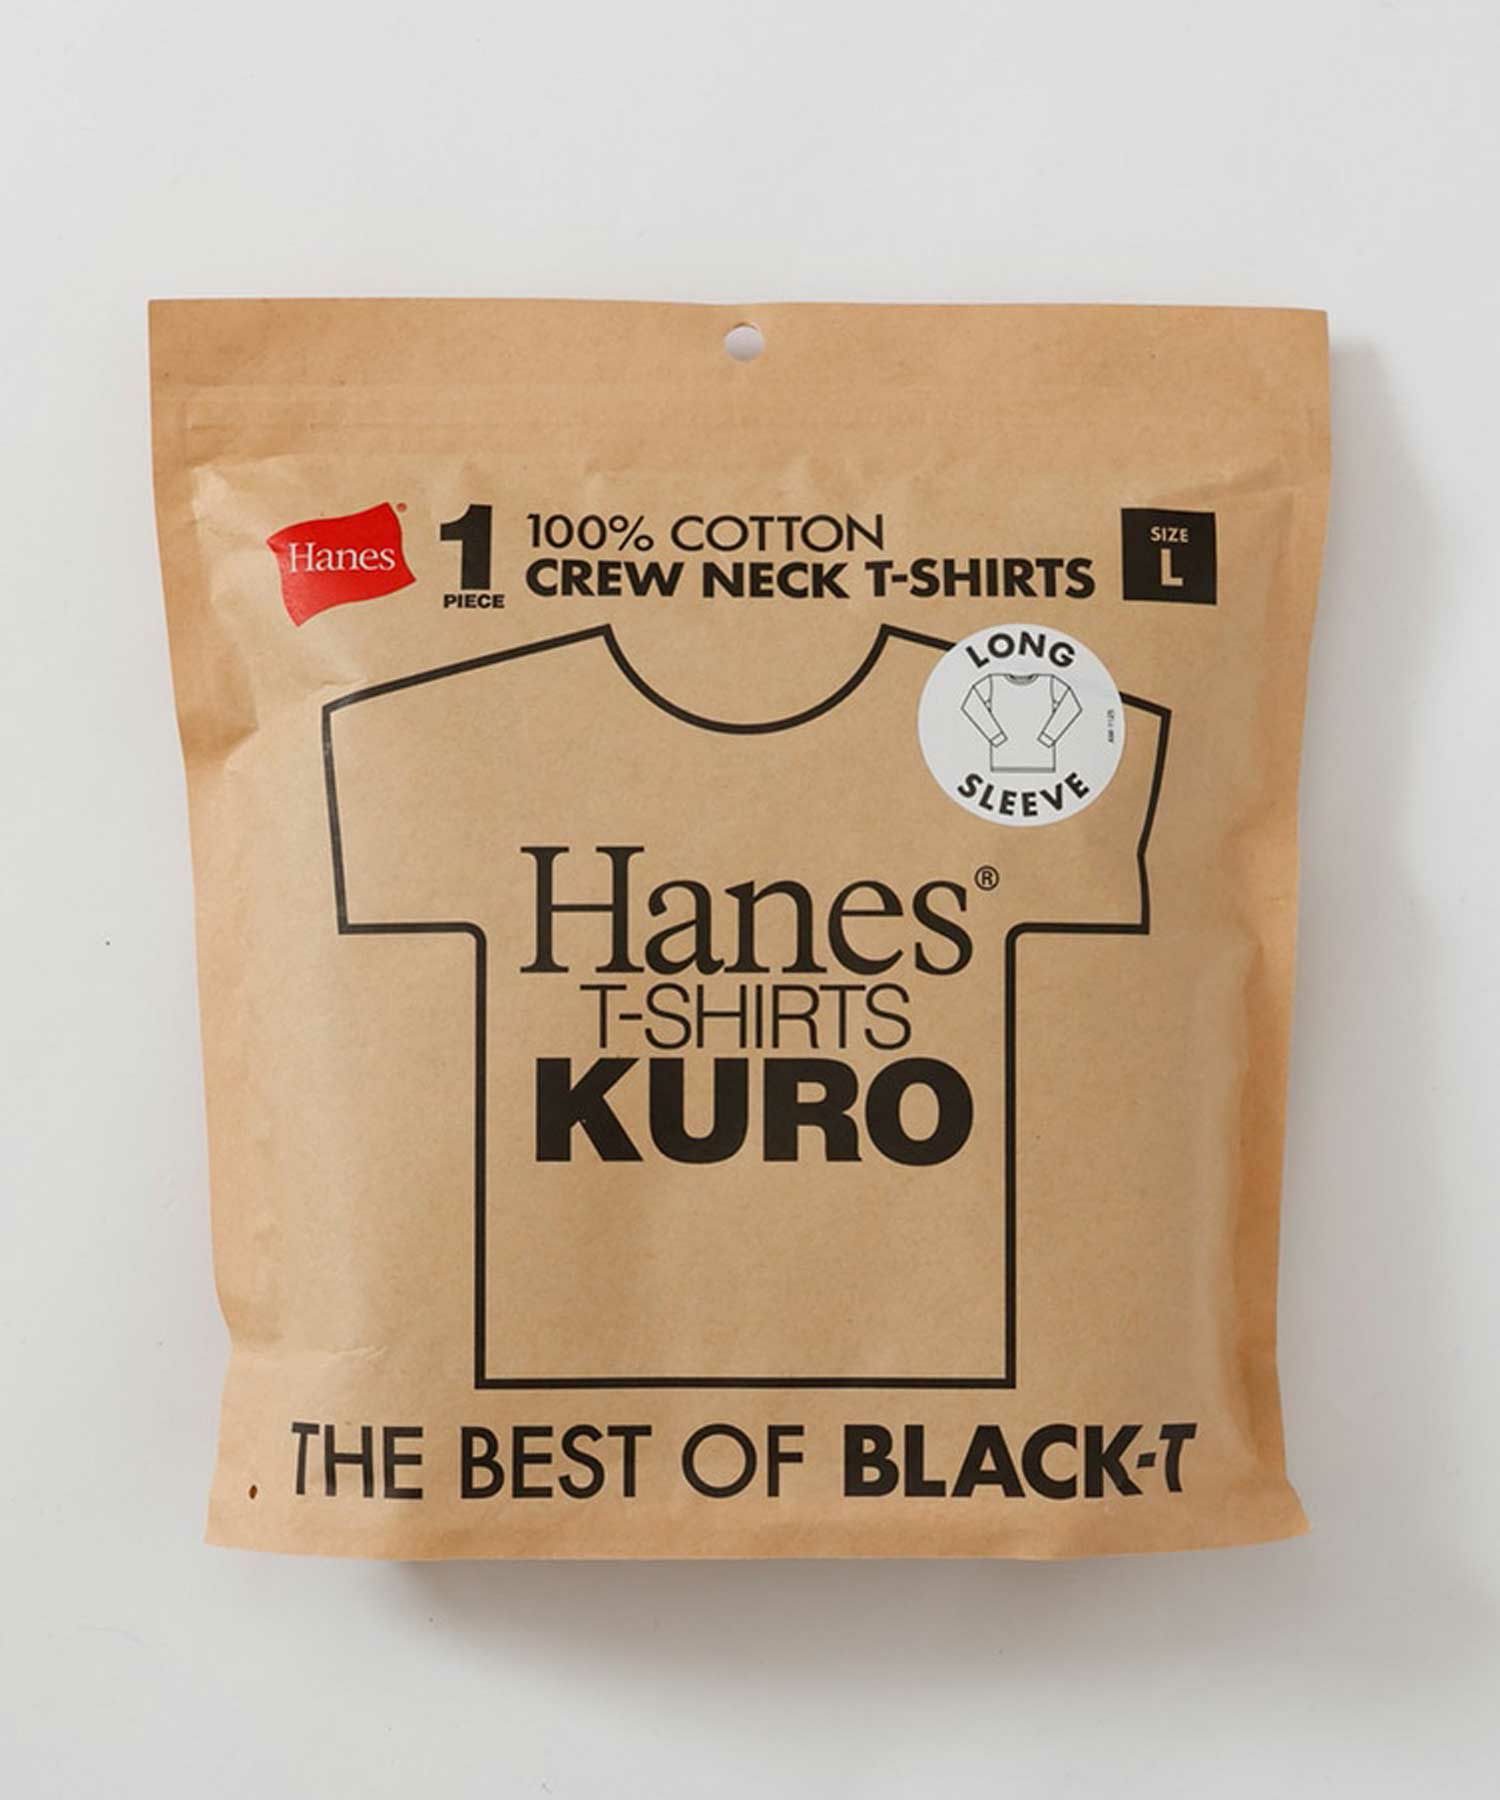 Hanes®
1
PIECE
100% COTTON
CREW NECK T-SHIRTS
SIZE
L
LONG
SLEEVE
Hanes®
T-SHIRTS
KURO
THE BEST OF BLACK-T